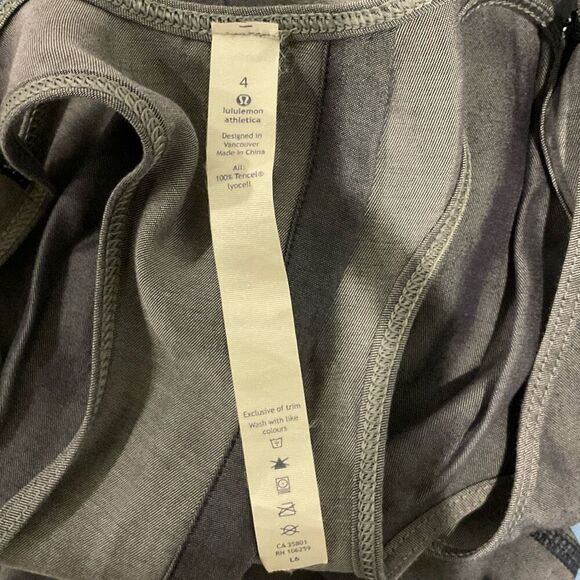 4
lululemon
athletica
Designed in
Vancouver
Made in China
All:
100% Tencel®
lyocell
Exclusive of trim
Wash with like
colours
CA 35801
RN 106259
L6